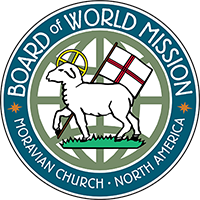 BOARD of WORLD MISSION
MORAVIAN CHURCH · NORTH AMERICA